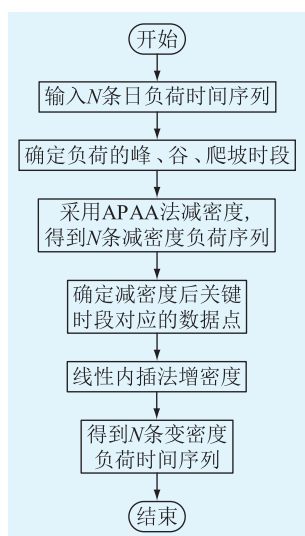 开始
输入N条日负荷时间序列
确定负荷的峰、谷、爬坡时段
采用APAA法减密度,
得到N条减密度负荷序列
确定减密度后关键
时段对应的数据点
线性内插法增密度
得到N条变密度
负荷时间序列
结束